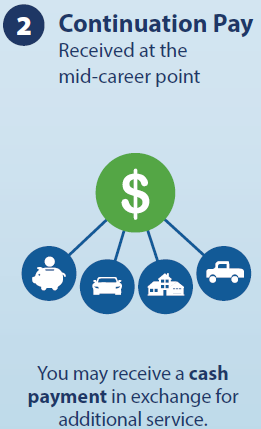 2 Continuation Pay
Received at the
mid-career point
$
You may receive a cash
payment in exchange for
additional service.